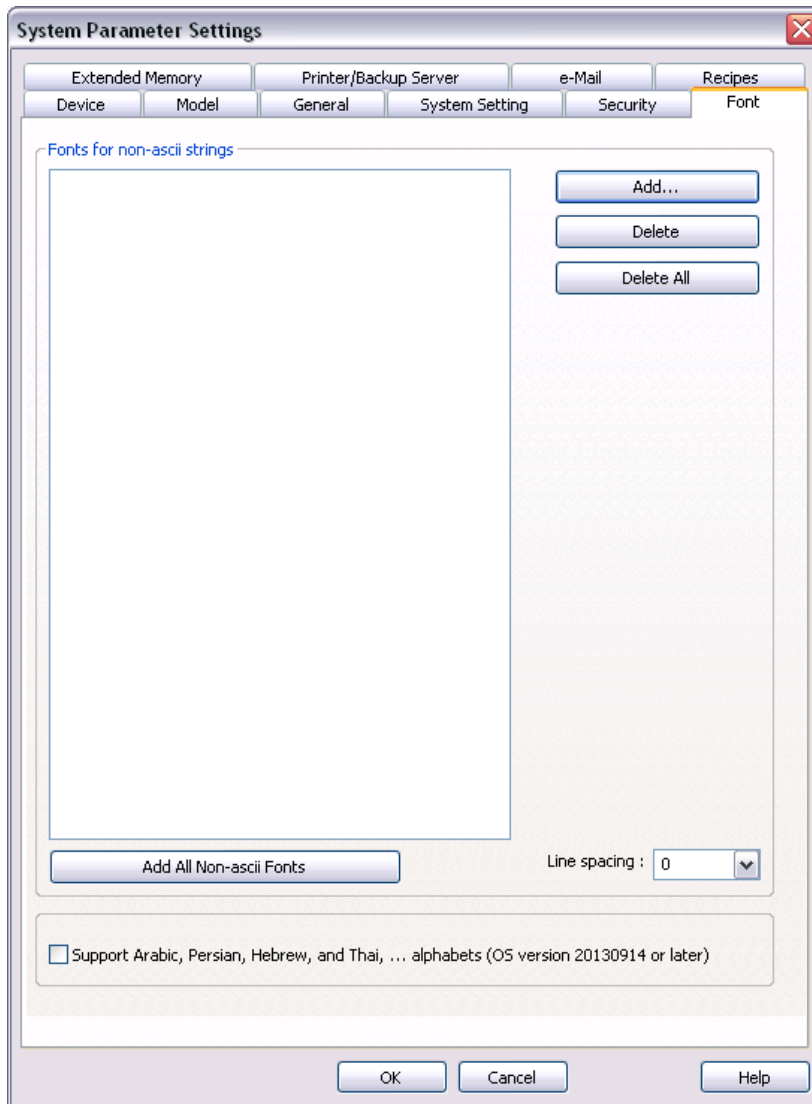 System Parameter Settings
Extended Memory Printer/Backup Server e-Mail Recipes
Device Model General System Setting Security Font
Fonts for non-ascii strings
Add...
Delete
Delete All
Add All Non-ascii Fonts Line spacing : 0
Support Arabic, Persian, Hebrew, and Thai, ... alphabets (OS version 20130914 or later)
OK Cancel Help